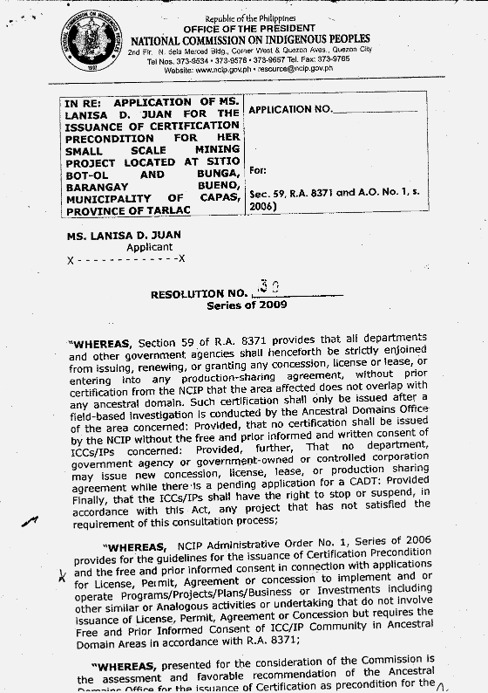 Republic of the Philippines
OFFICE OF THE PRESIDENT
NATIONAL COMMISSION ON INDIGENOUS PEOPLES
2nd Flr. N. dela Merced Bldg., Corner West & Quezon Aves., Quezon City
Tel Nos. 373-9534 • 373-9578 • 373-9657 Tel. Fax: 373-9765
Website: www.ncip.gov.ph • resource@ncip.gov.ph
IN RE: APPLICATION OF MS.
LANISA D. JUAN FOR THE
ISSUANCE OF CERTIFICATION
PRECONDITION FOR HER
SMALL SCALE MINING
PROJECT LOCATED AT SITIO
BOT-OL AND BUNGA,
BARANGAY BUENO,
MUNICIPALITY OF CAPAS,
PROVINCE OF TARLAC
APPLICATION NO.
For:
Sec. 59, R.A. 8371 and A.O. No. 1, s.
2006)
MS. LANISA D. JUAN
Applicant
X - - - - - - - - - - - - -X
RESOLUTION NO. 30
Series of 2009
"WHEREAS, Section 59 of R.A. 8371 provides that all departments
and other government agencies shall henceforth be strictly enjoined
from issuing, renewing, or granting any concession, license or lease, or
entering into any production-sharing agreement, without prior
certification from the NCIP that the area affected does not overlap with
any ancestral domain. Such certification shall only be issued after a
field-based investigation is conducted by the Ancestral Domains Office
of the area concerned: Provided, that no certification shall be issued
by the NCIP without the free and prior informed and written consent of
ICCs/IPs concerned: Provided, further, That no department,
government agency or government-owned or controlled corporation
may issue new concession, license, lease, or production sharing
agreement while there is a pending application for a CADT: Provided
Finally, that the ICCs/IPs shall have the right to stop or suspend, in
accordance with this Act, any project that has not satisfied the
requirement of this consultation process;
"WHEREAS, NCIP Administrative Order No. 1, Series of 2006
provides for the guidelines for the issuance of Certification Precondition
and the free and prior informed consent in connection with applications
for License, Permit, Agreement or concession to implement and or
operate Programs/Projects/Plans/Business or Investments including
other similar or Analogous activities or undertaking that do not involve
issuance of License, Permit, Agreement or Concession but requires the
Free and Prior Informed Consent of ICC/IP Community in Ancestral
Domain Areas in accordance with R.A. 8371;
"WHEREAS, presented for the consideration of the Commission is
the assessment and favorable recommendation of the Ancestral
Domains Office for the issuance of Certification as precondition for the